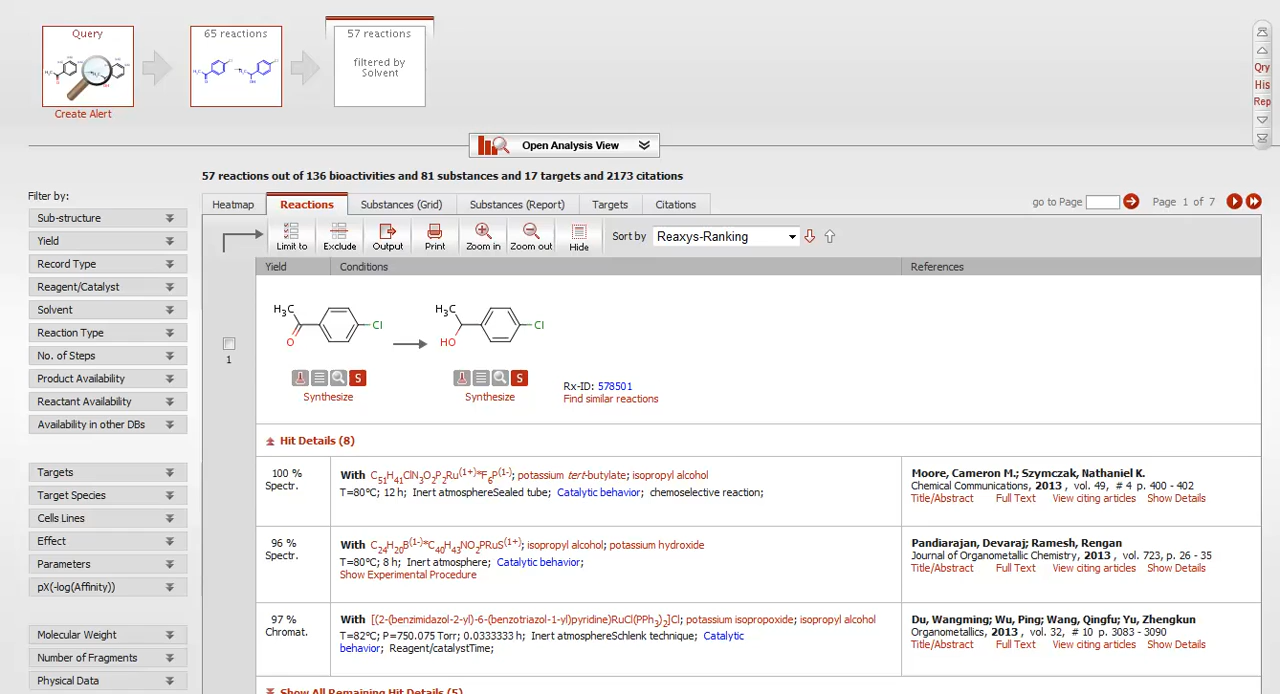 Query
65 reactions
57 reactions
filtered by
Solvent
Create Alert
Qry
His
Rep
Open Analysis View
57 reactions out of 136 bioactivities and 81 substances and 17 targets and 2173 citations
Filter by:
Sub-structure
Yield
Record Type
Reagent/Catalyst
Solvent
Reaction Type
No. of Steps
Product Availability
Reactant Availability
Availability in other DBs
Targets
Target Species
Cells Lines
Effect
Parameters
pX(-log(Affinity))
Molecular Weight
Number of Fragments
Physical Data
Heatmap Reactions Substances (Grid) Substances (Report) Targets Citations
go to Page Page 1 of 7
Limit to Exclude Output Print Zoom in Zoom out Hide Sort by Reaxys-Ranking
Yield Conditions References
1
H3C O Cl
H3C HO Cl
S S
Synthesize Synthesize
Rx-ID: 578501
Find similar reactions
Hit Details (8)
100 %
Spectr.
With C51H41ClN3O2P2Ru(1+)*F6P(1-); potassium tert-butylate; isopropyl alcohol
T=80°C; 12 h; Inert atmosphereSealed tube; Catalytic behavior; chemoselective reaction;
Moore, Cameron M.; Szymczak, Nathaniel K.
Chemical Communications, 2013 , vol. 49, # 4 p. 400 - 402
Title/Abstract Full Text View citing articles Show Details
96 %
Spectr.
With C24H20B(1-)*C40H43NO2PRuS(1+); isopropyl alcohol; potassium hydroxide
T=80°C; 8 h; Inert atmosphere; Catalytic behavior;
Show Experimental Procedure
Pandiarajan, Devaraj; Ramesh, Rengan
Journal of Organometallic Chemistry, 2013 , vol. 723, p. 26 - 35
Title/Abstract Full Text View citing articles Show Details
97 %
Chromat.
With [(2-(benzimidazol-2-yl)-6-(benzotriazol-1-yl)pyridine)RuCl(PPh3)2]Cl; potassium isopropoxide; isopropyl alcohol
T=82°C; P=750.075 Torr; 0.0333333 h; Inert atmosphereSchlenk technique; Catalytic
behavior; Reagent/catalystTime;
Du, Wangming; Wu, Ping; Wang, Qingfu; Yu, Zhengkun
Organometallics, 2013 , vol. 32, # 10 p. 3083 - 3090
Title/Abstract Full Text View citing articles Show Details
Show All Remaining Hit Details (5)